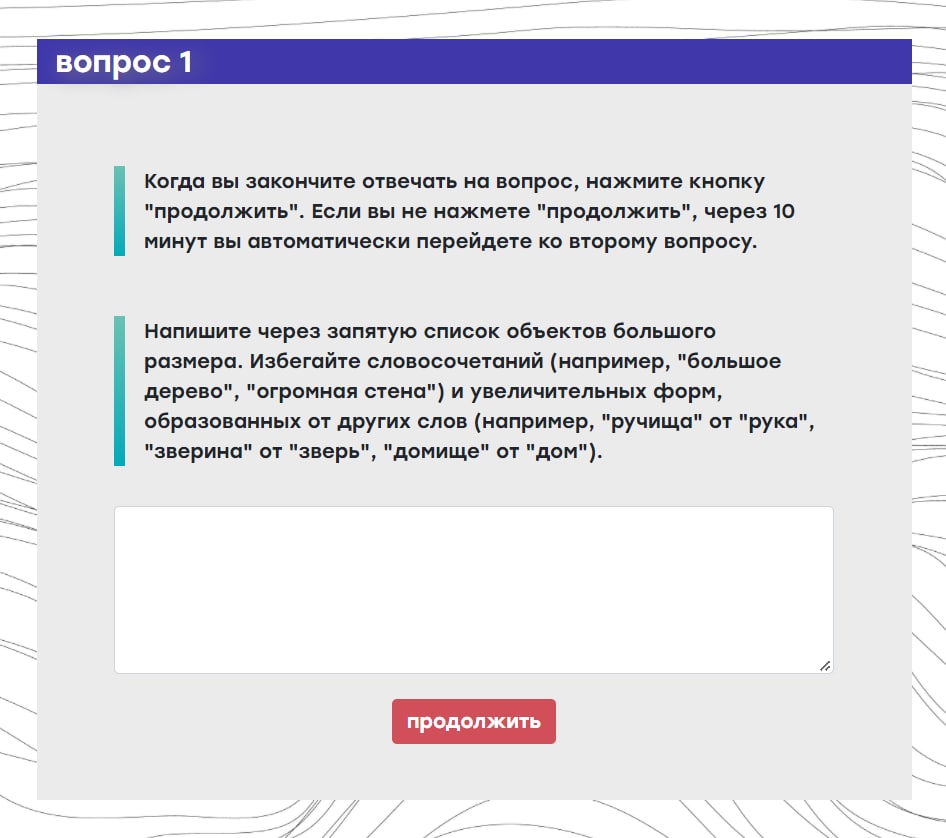 вопрос 1
Когда вы закончите отвечать на вопрос, нажмите кнопку
"продолжить". Если вы не нажмете "продолжить", через 10
минут вы автоматически перейдете ко второму вопросу.
Напишите через запятую список объектов большого
размера. Избегайте словосочетаний (например, "большое
дерево", "огромная стена") и увеличительных форм,
образованных от других слов (например, "ручища" от "рука",
"зверина" от "зверь", "домище" от "дом").
продолжить